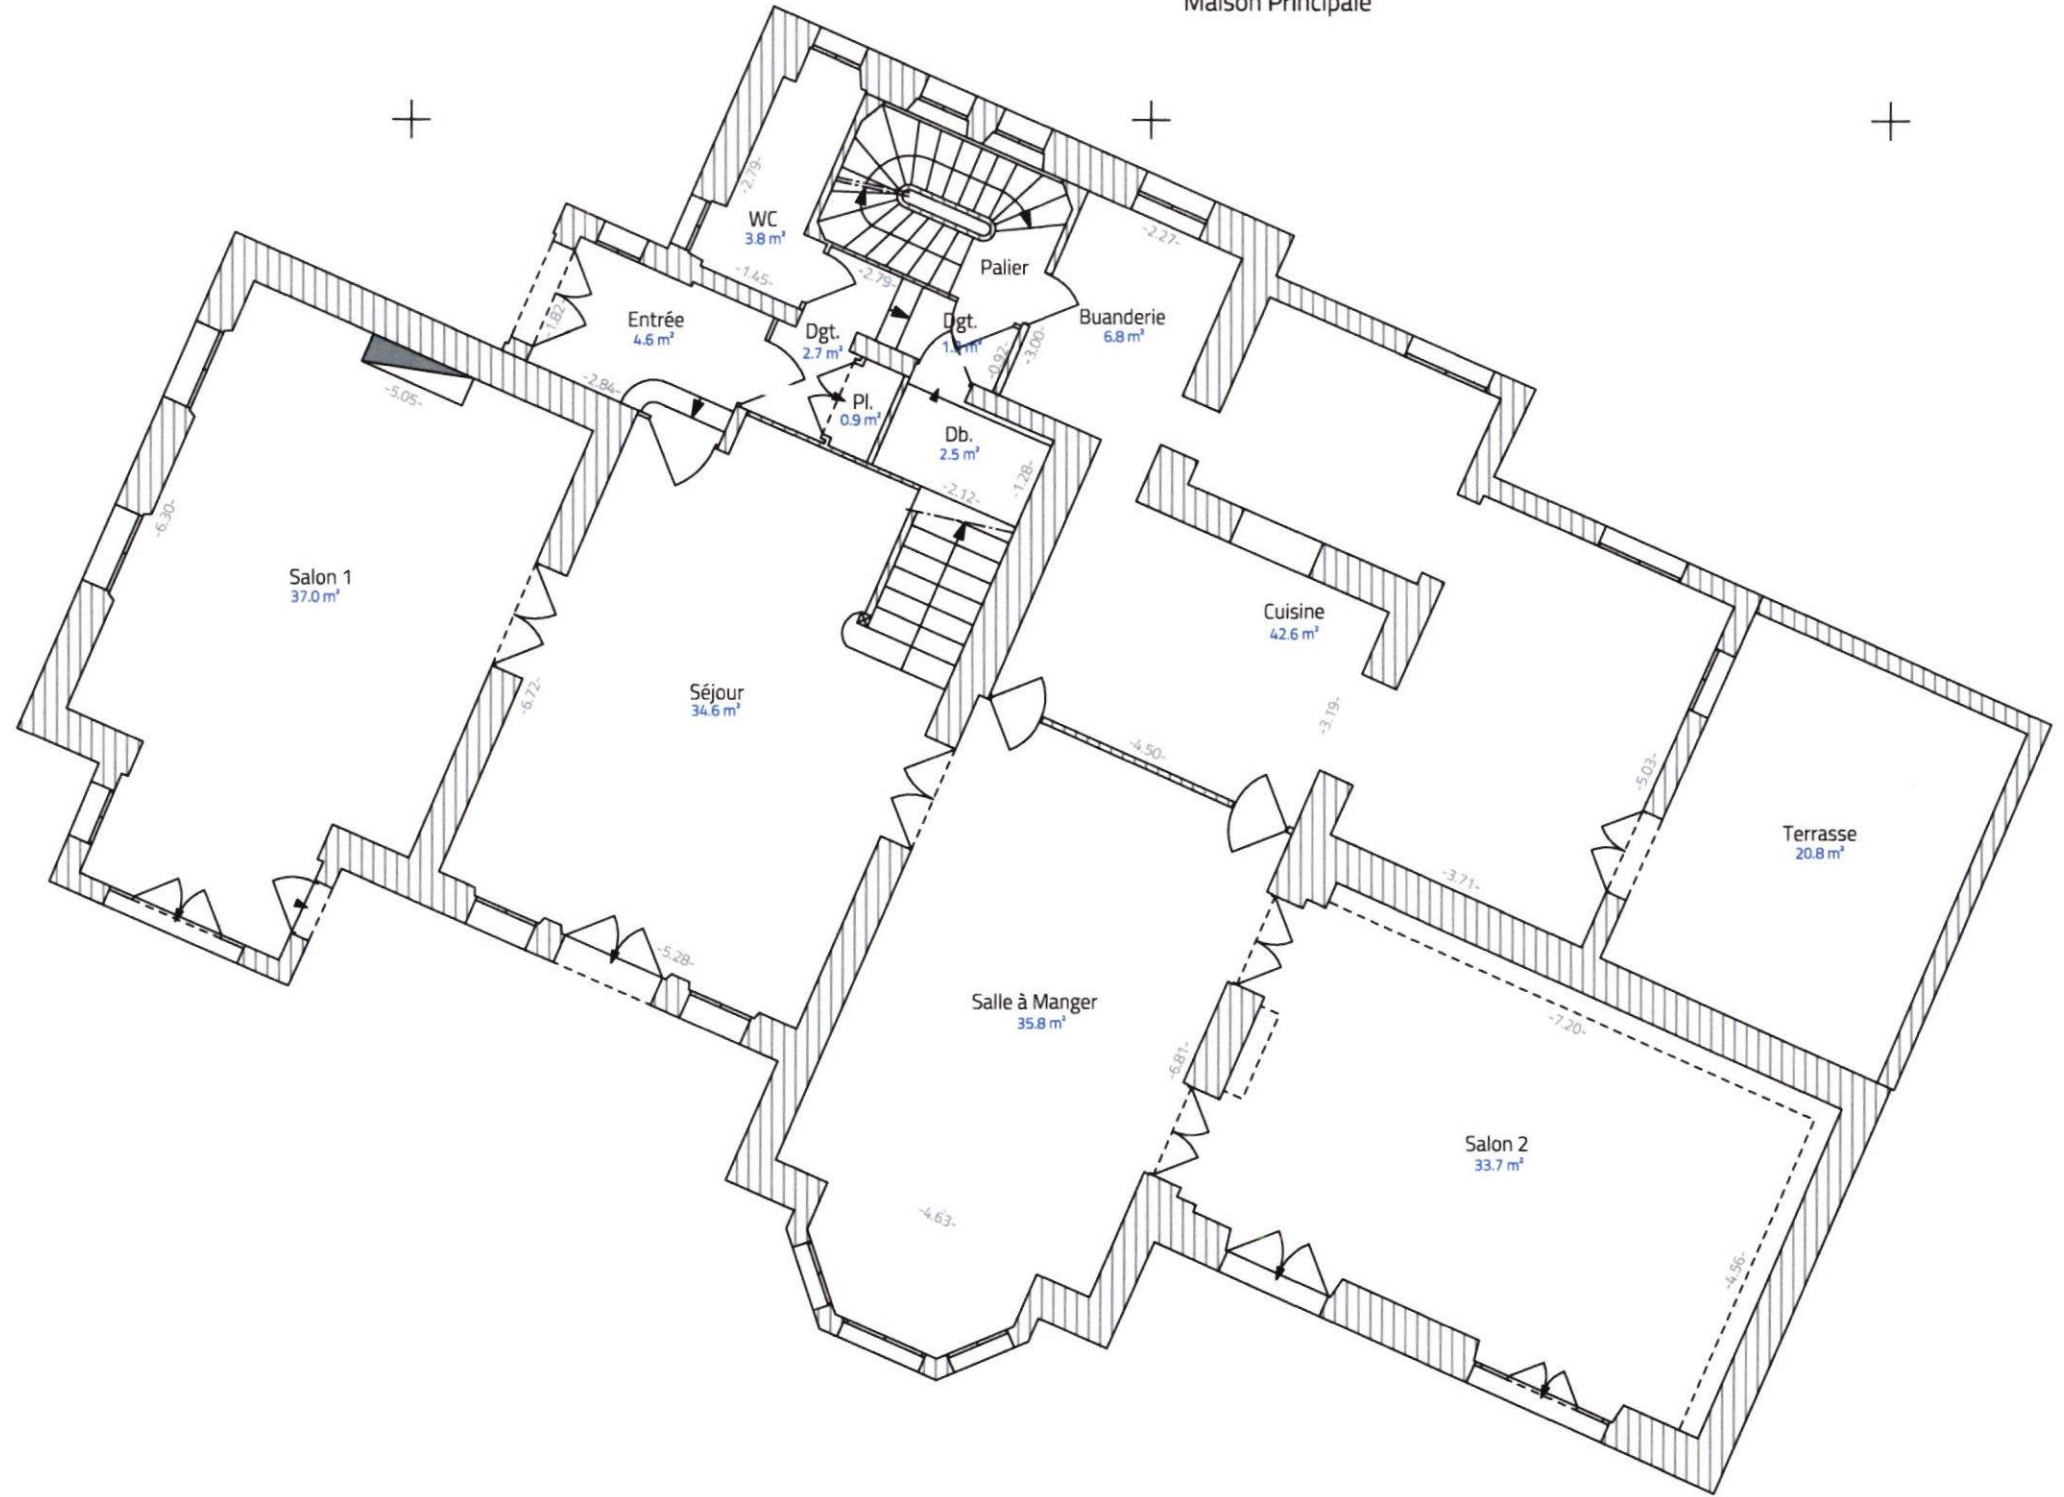 Maison Principale
-2.79-
WC
3.8 m²
-1.45-
-2.79-
Palier
-2.27-
Buanderie
6.8 m²
-1.82-
Entrée
4.6 m²
Dgt.
2.7 m²
Dgt.
-0.92-
-3.00-
-2.84-
-5.05-
Pl.
0.9 m²
Db.
2.5 m²
-1.28-
-2.12-
-6.30-
Salon 1
37.0 m²
Cuisine
42.6 m²
Séjour
34.6 m²
-6.72-
-3.19-
-4.50-
-5.03-
Terrasse
20.8 m²
-3.71-
-5.28-
Salle à Manger
35.8 m²
-7.20-
-6.81-
Salon 2
33.7 m²
-4.63-
-4.56-